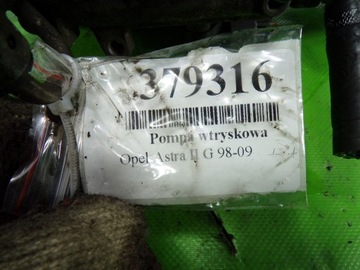 379316
Pompa wtryskowa
Opel Astra II G 98-09